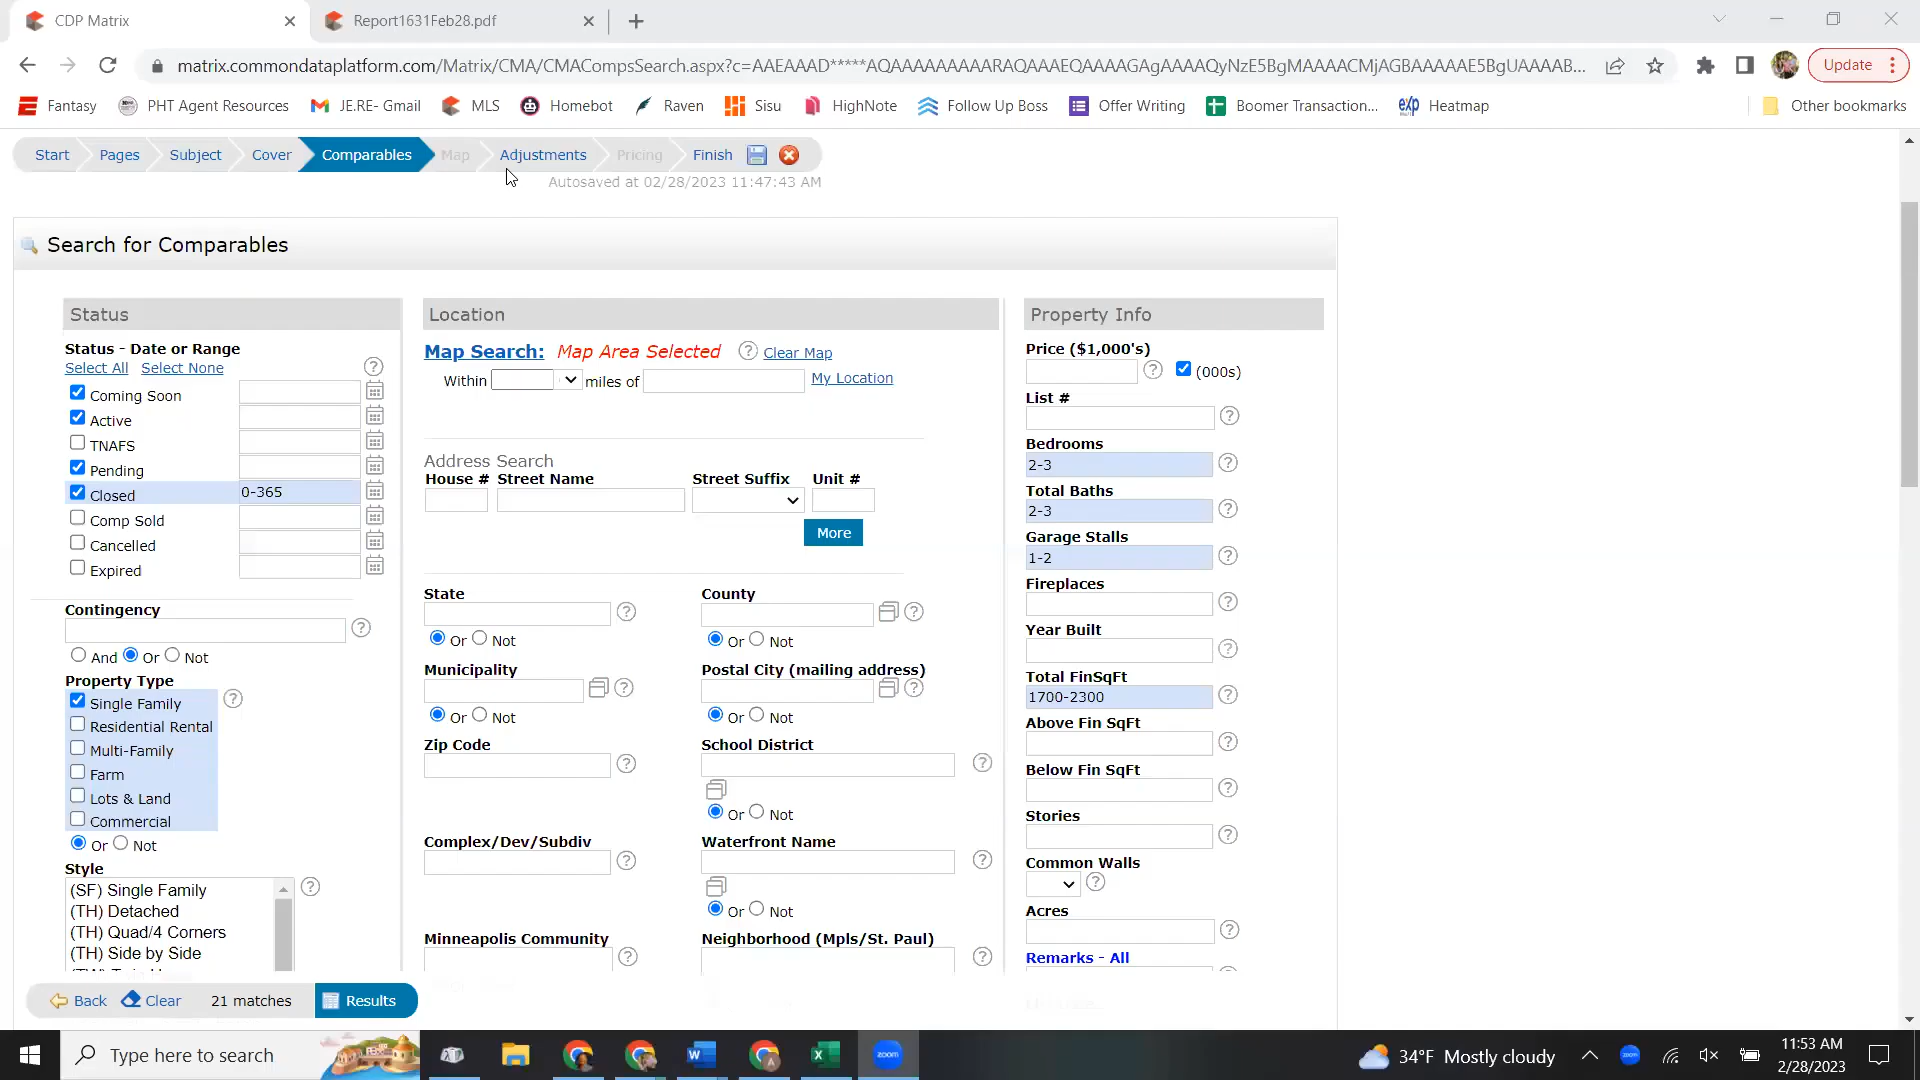 CDP Matrix
Report1631Feb28.pdf
matrix.commondataplatform.com/Matrix/CMA/CMACompsSearch.aspx?c=AAEAAAD*****AQAAAAAAAAARAQAAAEQAAAAGAgAAAAQyNzE5BgMAAAACMjAGBAAAAAE5BgUAAAAB...
Update
Fantasy
PHT Agent Resources
JE.RE- Gmail
MLS
Homebot
Raven
Sisu
HighNote
Follow Up Boss
Offer Writing
Boomer Transaction...
eXp Heatmap
Other bookmarks
Start
Pages
Subject
Cover
Comparables
Map
Adjustments
Pricing
Finish
Autosaved at 02/28/2023 11:47:43 AM
Search for Comparables
Status
Status - Date or Range
Select All Select None
Coming Soon
Active
TNAFS
Pending
Closed 0-365
Comp Sold
Cancelled
Expired
Contingency
And Or Not
Property Type
Single Family
Residential Rental
Multi-Family
Farm
Lots & Land
Commercial
Or Not
Style
(SF) Single Family
(TH) Detached
(TH) Quad/4 Corners
(TH) Side by Side
Location
Map Search: Map Area Selected ? Clear Map
Within miles of My Location
Address Search
House # Street Name Street Suffix Unit #
More
State County
Or Not Or Not
Municipality Postal City (mailing address)
Or Not Or Not
Zip Code School District
Or Not
Complex/Dev/Subdiv Waterfront Name
Or Not
Minneapolis Community Neighborhood (Mpls/St. Paul)
Property Info
Price ($1,000's)
(000s)
List #
Bedrooms
2-3
Total Baths
2-3
Garage Stalls
1-2
Fireplaces
Year Built
Total FinSqFt
1700-2300
Above Fin SqFt
Below Fin SqFt
Stories
Common Walls
Acres
Remarks - All
Back Clear 21 matches Results
Type here to search
zoom
34°F Mostly cloudy
zoom
11:53 AM
2/28/2023